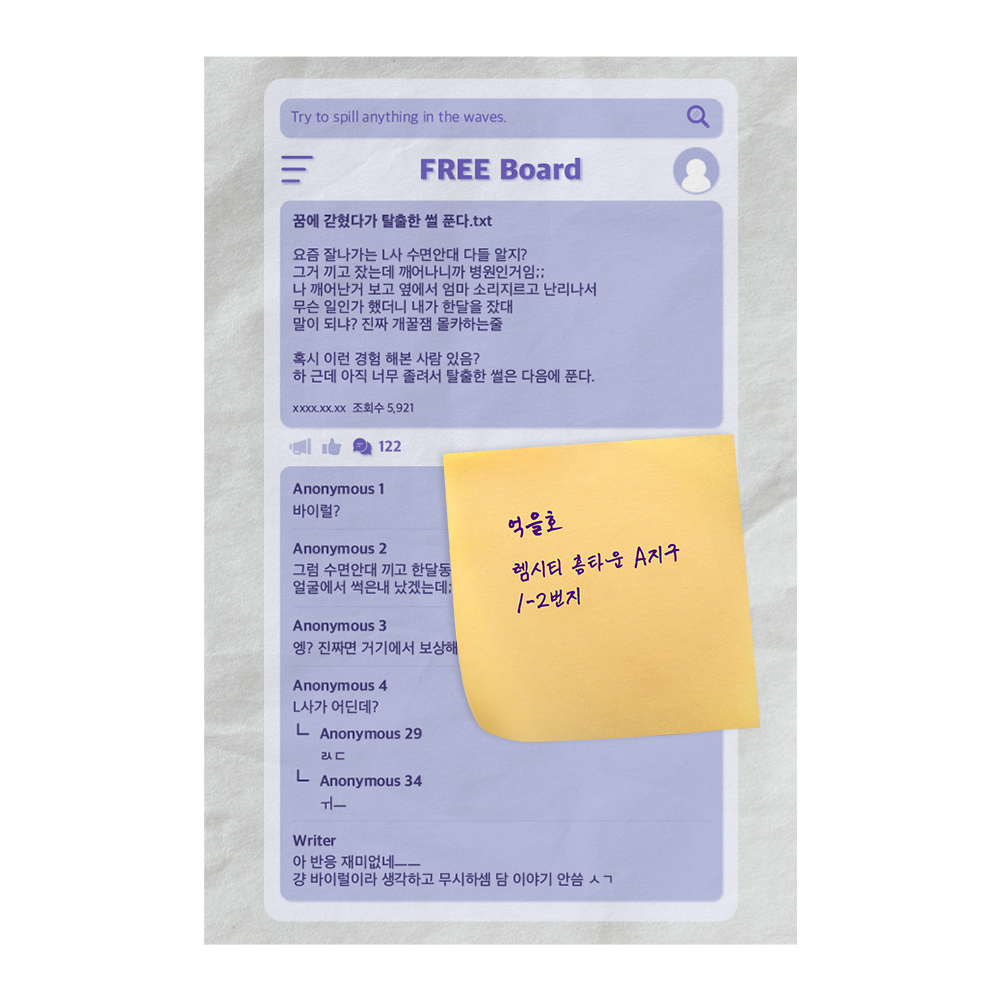 Try to spill anything in the waves.
FREE Board
꿈에 갇혔다가 탈출한 썰 푼다.txt
요즘 잘나가는 L사 수면안대 다들 알지?
그거 끼고 잤는데 깨어나니까 병원인거임;;
나 깨어난거 보고 옆에서 엄마 소리지르고 난리나서
무슨 일인가 했더니 내가 한달을 잤대
말이 되냐? 진짜 개꿀잼 몰카하는줄
혹시 이런 경험 해본 사람 있음?
하 근데 아직 너무 졸려서 탈출한 썰은 다음에 푼다.
xxxx.xx.xx 조회수 5,921
122
Anonymous 1
바이럴?
Anonymous 2
그럼 수면안대 끼고 한달동
얼굴에서 썩은내 났겠는데;
Anonymous 3
엥? 진짜면 거기에서 보상해
Anonymous 4
L사가 어딘데?
ㄴ Anonymous 29
ㄽㄷ
ㄴ Anonymous 34
ㅟㅡ
Writer
아 반응 재미없네ㅡㅡ
걍 바이럴이라 생각하고 무시하셈 담 이야기 안씀 ㅅㄱ
억을호
렘시티 홈타운 A지구
1-2번지